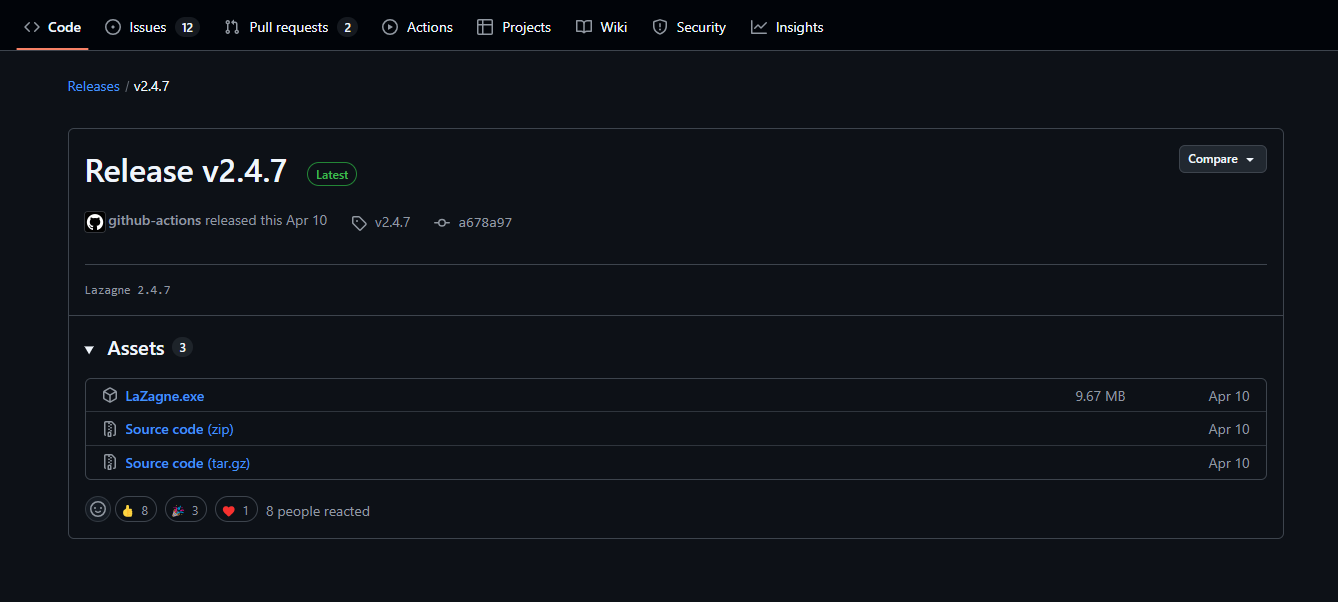 Code Issues 12 Pull requests 2 Actions Projects Wiki Security Insights
Releases / v2.4.7
Release v2.4.7 Latest Compare
github-actions released this Apr 10 v2.4.7 a678a97
Lazagne 2.4.7
Assets 3
LaZagne.exe 9.67 MB Apr 10
Source code (zip) Apr 10
Source code (tar.gz) Apr 10
8 3 1 8 people reacted